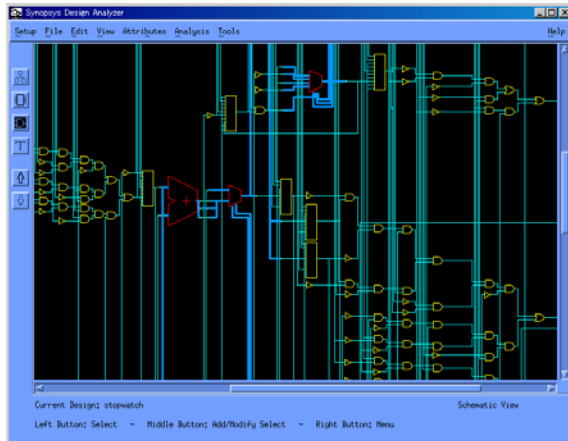 Synopsys Design Analyzer
Setup File Edit View Attributes Analysis Tools Help
T
+
Current Design: stopwatch Schematic View
Left Button: Select - Middle Button: Add/Modify Select - Right Button: Menu